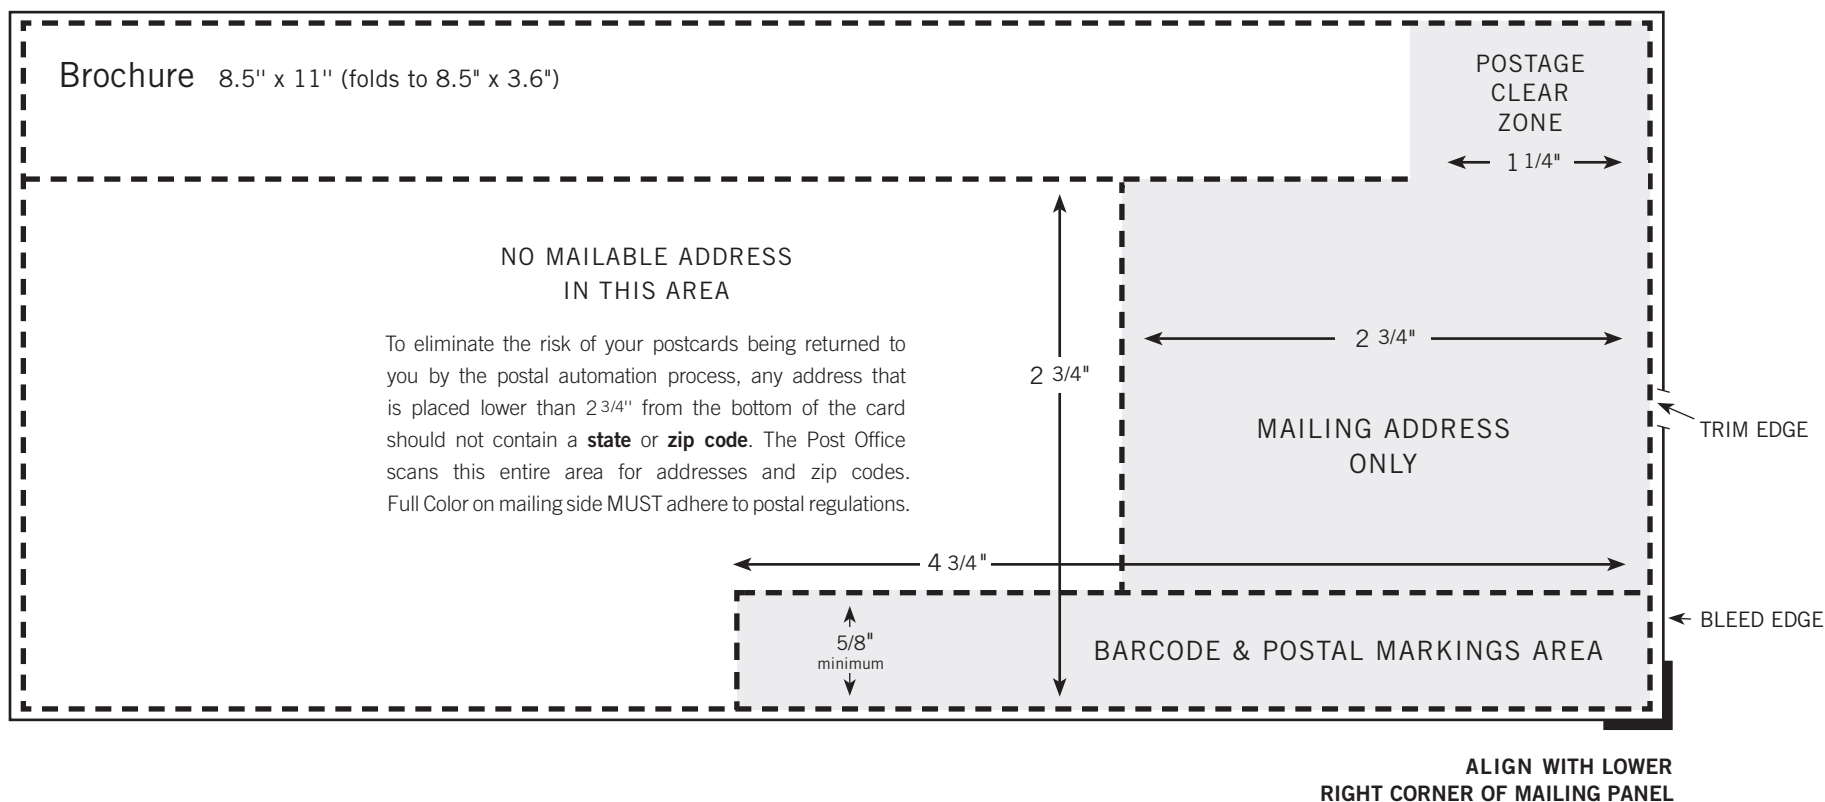 Brochure 8.5'' x 11'' (folds to 8.5" x 3.6")
POSTAGE
CLEAR
ZONE
1 1/4"
NO MAILABLE ADDRESS
IN THIS AREA
To eliminate the risk of your postcards being returned to
you by the postal automation process, any address that
is placed lower than 2 3/4'' from the bottom of the card
should not contain a state or zip code. The Post Office
scans this entire area for addresses and zip codes.
Full Color on mailing side MUST adhere to postal regulations.
2 3/4"
2 3/4"
MAILING ADDRESS
ONLY
TRIM EDGE
4 3/4"
5/8"
minimum
BARCODE & POSTAL MARKINGS AREA
BLEED EDGE
ALIGN WITH LOWER
RIGHT CORNER OF MAILING PANEL